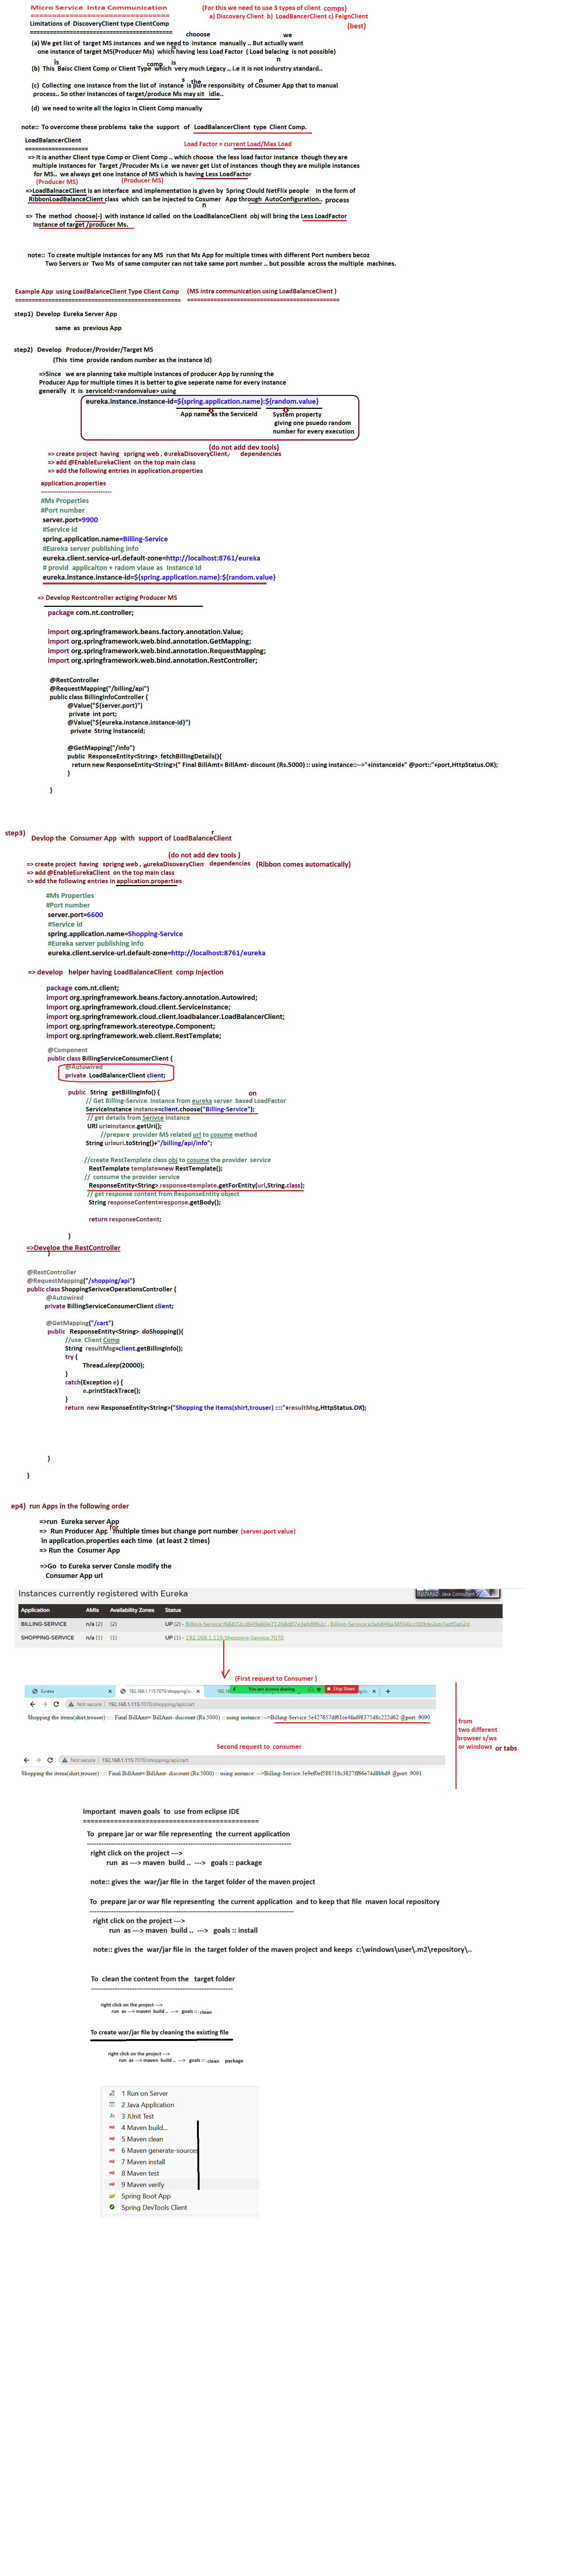 Micro Service Intra Communication
(For this we need to use 3 types of client comps)
a) Discovery Client b) LoadBancerClient c) FeignClient
(best)
===============================
Limitations of DiscoveryClient type ClientComp
============================================
(a) We get list of target MS instances and we need to instance manually .. But actually want
chooose
we
one instance of target MS(Producer Ms) which having less Load Factor ( Load balacing is not possible)
is
is
comp is
n
(b) This Baisc Client Comp or Client Type which very much Legacy .. i.e it is not indurstry standard..
s the n
(c) Collecting one instance from the list of instance is pure responsibity of Cosumer App that to manual
process.. So other instances of target/produce Ms may sit idle..
(d) we need to write all the logics in Client Comp manually
note:: To overcome these problems take the support of LoadBalancerClient type Client Comp.
LoadBalancerClient
===================
Load Factor = current Load/Max Load
=> It is another Client type Comp or Client Comp .. which choose the less load factor instance though they are
multiple instances for Target /Procuder Ms i.e we never get List of instances though they are muliple instances
for MS.. we always get one instance of MS which is having Less LoadFactor
(Producer MS)
(Producer MS)
=>LoadBalnaceClient is an interface and implementation is given by Spring Clould NetFlix people in the form of
RibbonLoadBalanceClient class which can be injected to Cosumer App through AutoConfiguration.. process
n
=> The method choose(-) with instance Id called on the LoadBalanceClient obj will bring the Less LoadFactor
Instance of target /producer Ms.
note:: To create multiple instances for any MS run that Ms App for multiple times with different Port numbers becoz
Two Servers or Two Ms of same computer can not take same port number .. but possible across the multiple machines.
Example App using LoadBalanceClient Type Client Comp (MS intra communication using LoadBalanceClient )
===================================================
===============================================
step1) Develop Eureka Server App
same as previous App
step2) Develop Producer/Provider/Target MS
(This time provide random number as the instance Id)
=>Since we are planning take multiple instances of producer App by running the
Producer App for multiple times it is better to give seperate name for every instance
generally it is serviceId:<randomvalue> using
eureka.instance.instance-id=${spring.application.name}:${random.value}
App name as the ServiceId
System property
giving one psuedo random
number for every execution
(do not add dev tools)
=> create project having sprigng web , eurekaDisoveryClient, dependencies
=> add @EnableEurekaClient on the top main class
=> add the following entries in application.properties
application.properties
--------------------------------
#Ms Properties
#Port number
server.port=9900
#Service id
spring.application.name=Billing-Service
#Eureka server publishing info
eureka.client.service-url.default-zone=http://localhost:8761/eureka
# provid applicaiton + radom vlaue as Instance Id
eureka.instance.instance-id=${spring.application.name}:${random.value}
=> Develop Restcontroller actiging Producer MS
package com.nt.controller;
import org.springframework.beans.factory.annotation.Value;
import org.springframework.web.bind.annotation.GetMapping;
import org.springframework.web.bind.annotation.RequestMapping;
import org.springframework.web.bind.annotation.RestController;
@RestController
@RequestMapping("/billing/api")
public class BillingInfoController {
@Value("${server.port}")
private int port;
@Value("${eureka.instance.instance-id}")
private String instanceid;
@GetMapping("/info")
public ResponseEntity<String> fetchBillingDetails(){
return new ResponseEntity<String>(" Final BillAmt= BillAmt- discount (Rs.5000) :: using instance::-->"+instanceid+" @port::"+port,HttpStatus.OK);
}
}
step3) Devlop the Consumer App with support of LoadBalanceClient
r
(do not add dev tools )
=> create project having sprigng web , eurekaDisoveryClient dependencies (Ribbon comes automatically)
=> add @EnableEurekaClient on the top main class
=> add the following entries in application.properties
#Ms Properties
#Port number
server.port=6600
#Service id
spring.application.name=Shopping-Service
#Eureka server publishing info
eureka.client.service-url.default-zone=http://localhost:8761/eureka
=> develop helper having LoadBalanceClient comp Injection
package com.nt.client;
import org.springframework.beans.factory.annotation.Autowired;
import org.springframework.cloud.client.ServiceInstance;
import org.springframework.cloud.client.loadbalancer.LoadBalancerClient;
import org.springframework.stereotype.Component;
import org.springframework.web.client.RestTemplate;
@Component
public class BillingServiceConsumerClient {
@Autowired
private LoadBalancerClient client;
public String getBillingInfo() {
on
// Get Billing-Service Instance from eureka server based LoadFactor
ServiceInstance instance=client.choose("Billing-Service");
// get details from Serivce Instance
URI uri=instance.getUri();
//prepare provider MS related url to cosume method
String url=uri.toString()+"/billing/api/info";
//create RestTemplate class obj to cosume the provider service
RestTemplate template=new RestTemplate();
// consume the provider service
ResponseEntity<String> response=template.getForEntity(url,String.class);
// get response content from ResponseEntity object
String responseContent=response.getBody();
return responseContent;
}
=>Develoe the RestController
}
@RestController
@RequestMapping("/shopping/api")
public class ShoppingSerivceOperationsController {
@Autowired
private BillingServiceConsumerClient client;
@GetMapping("/cart")
public ResponseEntity<String> doShopping(){
//use Client Comp
String resultMsg=client.getBillingInfo();
try {
Thread.sleep(20000);
}
catch(Exception e) {
e.printStackTrace();
}
return new ResponseEntity<String>("Shopping the items(shirt,trouser) ::::"+resultMsg,HttpStatus.OK);
}
}
ep4) run Apps in the following order
=>run Eureka server App
=> Run Producer App for multiple times but change port number (server.port value)
in application.properties each time (at least 2 times)
=> Run the Cosumer App
=>Go to Eureka server Consle modify the
Consumer App url
Instances currently registered with Eureka
Application AMIs Availability Zones Status
BILLING-SERVICE n/a (2) (2) UP (2) -
SHOPPING-SERVICE n/a (1) (1) UP (1) - 192.168.1.115:Shopping-Service:7070
(First request to Consumer )
Eureka
You are screen sharing
Stop Share
Not secure | 192.168.1.115:7070/shopping/api/cart
Shopping the items(shirt,trouser) :::: Final BillAmt= BillAmt- discount (Rs.5000) :: using instance::-->Billing-Service:5e427657df61ce4fad98375d8c222d62 @port::9090
from
two different
browser s/ws
or windows or tabs
Second request to consumer
Not secure | 192.168.1.115:7070/shopping/api/cart
Shopping the items(shirt,trouser) :::: Final BillAmt= BillAmt- discount (Rs.5000) :: using instance::-->Billing-Service:3e9ef0ef588518c3827ff86e74d8bbd9 @port::9091
Important maven goals to use from eclipse IDE
==============================================
To prepare jar or war file representing the current application
right click on the project --->
run as ---> maven build .. ---> goals :: package
note:: gives the war/jar file in the target folder of the maven project
To prepare jar or war file representing the current application and to keep that file maven local repository
right click on the project --->
run as ---> maven build .. ---> goals :: install
note:: gives the war/jar file in the target folder of the maven project and keeps c:\windows\user\.m2\repository\..
To clean the content from the target folder
right click on the project --->
run as ---> maven build .. ---> goals :: clean
To create war/jar file by cleaning the existing file
right click on the project --->
run as ---> maven build .. ---> goals :: clean package
1 Run on Server
2 Java Application
3 JUnit Test
4 Maven build...
5 Maven clean
6 Maven generate-sources
7 Maven install
8 Maven test
9 Maven verify
Spring Boot App
Spring DevTools Client